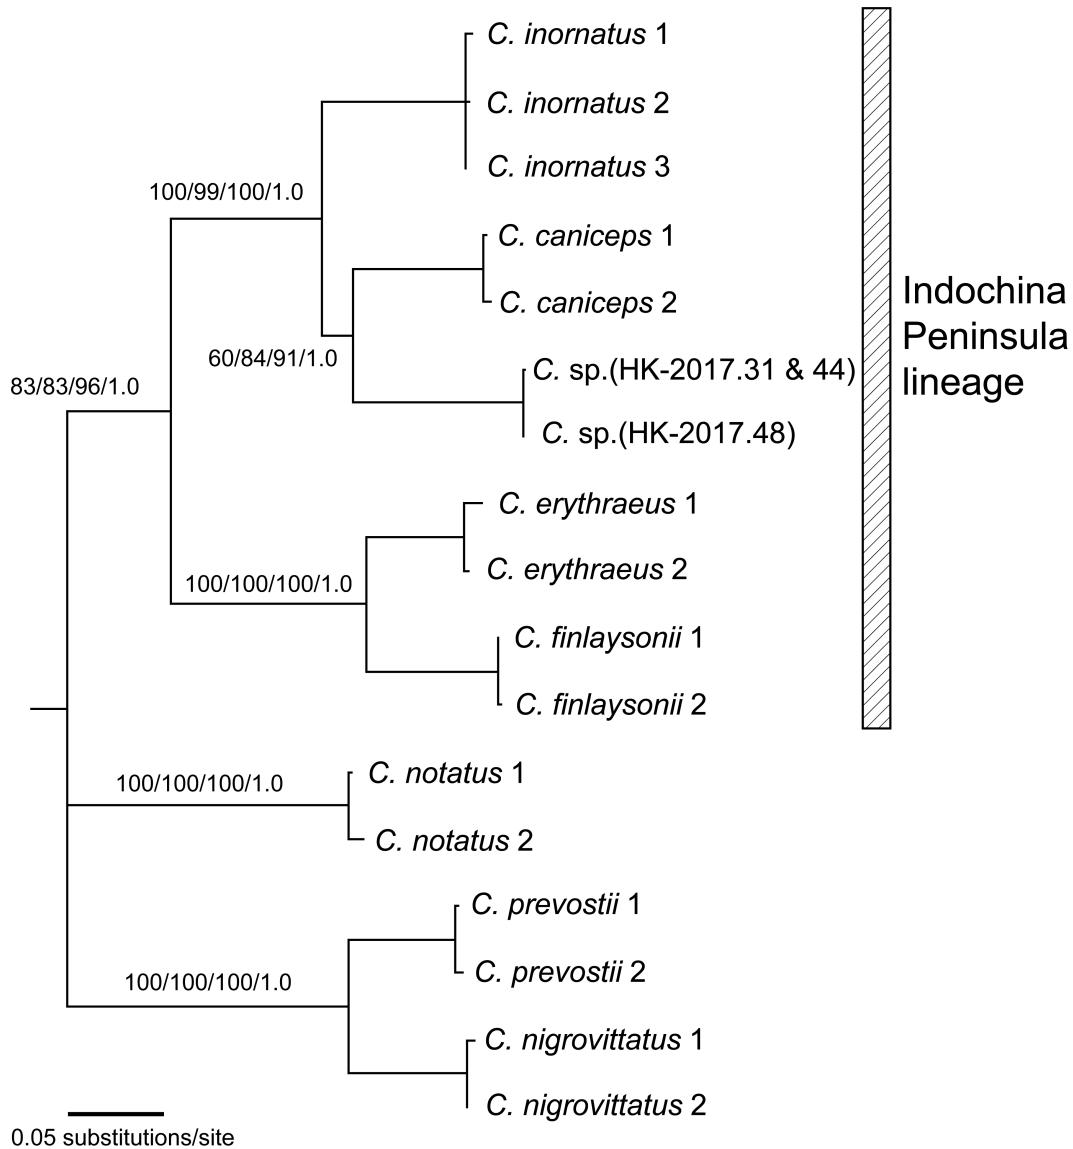 C. inornatus 1
C. inornatus 2
C. inornatus 3
100/99/100/1.0
C. caniceps 1
C. caniceps 2
60/84/91/1.0
C. sp.(HK-2017.31 & 44)
C. sp.(HK-2017.48)
83/83/96/1.0
C. erythraeus 1
C. erythraeus 2
100/100/100/1.0
C. finlaysonii 1
C. finlaysonii 2
Indochina
Peninsula
lineage
C. notatus 1
100/100/100/1.0
C. notatus 2
C. prevostii 1
C. prevostii 2
100/100/100/1.0
C. nigrovittatus 1
C. nigrovittatus 2
0.05 substitutions/site